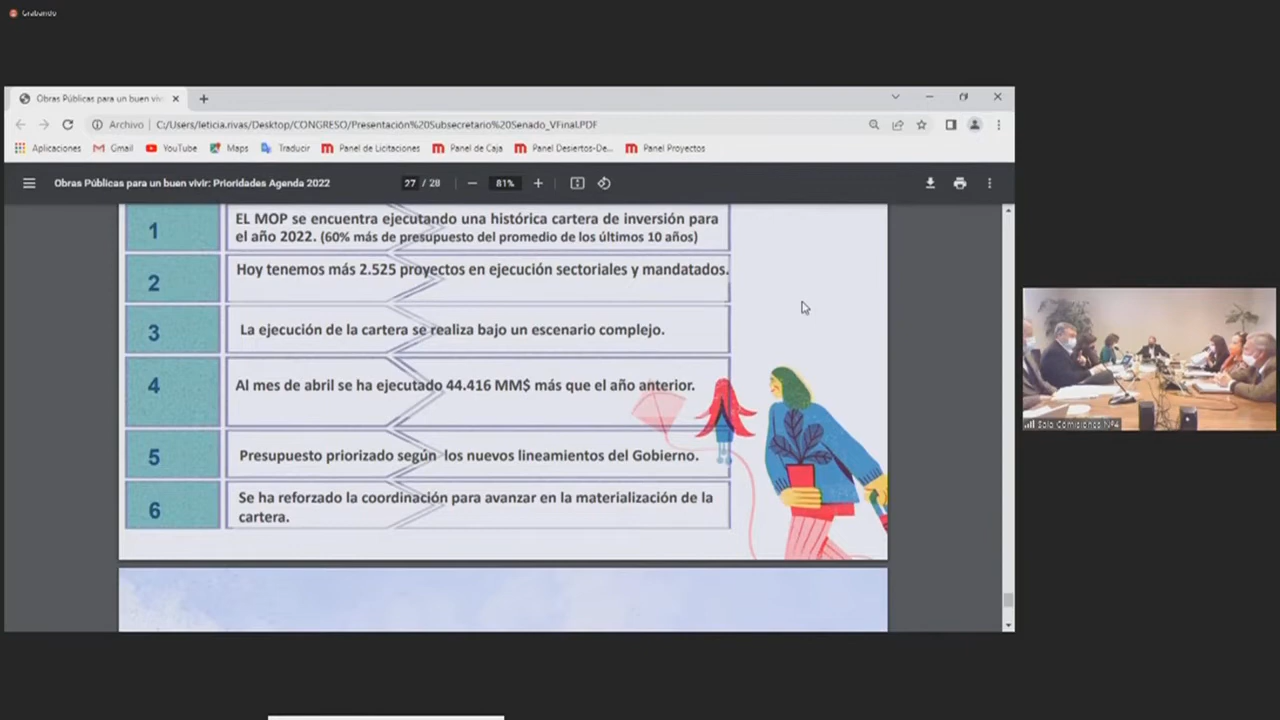 Grabando
Obras Públicas para un buen vivi
Archivo
C:/Users/leticia.rivas/Desktop/CONGRESO/Presentación%20Subsecretario%20Senado_VFinal.PDF
Aplicaciones
Gmail
YouTube
Maps
Traducir
Panel de Licitaciones
Panel de Caja
Panel Desiertos-De...
Panel Proyectos
Obras Públicas para un buen vivir: Prioridades Agenda 2022
27 / 28
81%
1
EL MOP se encuentra ejecutando una histórica cartera de inversión para
el año 2022. (60% más de presupuesto del promedio de los últimos 10 años)
2
Hoy tenemos más 2.525 proyectos en ejecución sectoriales y mandatados.
3
La ejecución de la cartera se realiza bajo un escenario complejo.
4
Al mes de abril se ha ejecutado 44.416 MM$ más que el año anterior.
5
Presupuesto priorizado según los nuevos lineamientos del Gobierno.
6
Se ha reforzado la coordinación para avanzar en la materialización de la
cartera.
Sala Comisiones Nº4